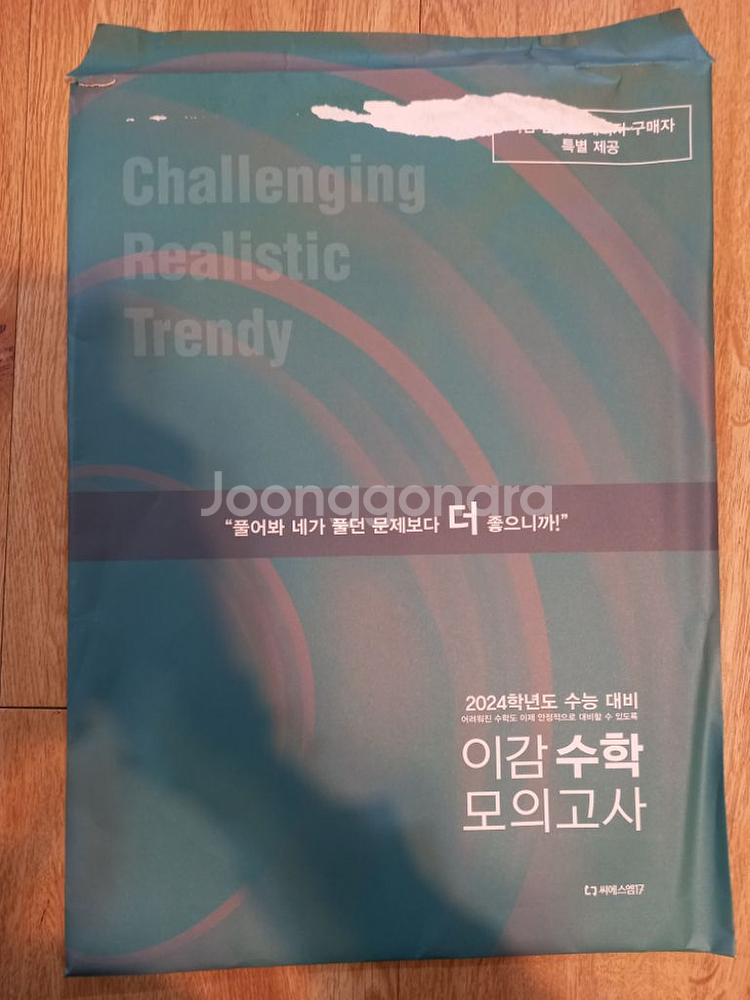 구매자
특별 제공
Challenging
Realistic
Trendy
Joonggonara
“풀어봐 네가 풀던 문제보다 더 좋으니까!”
2024학년도 수능 대비
어려워진 수학도 이제 안정적으로 대비할 수 있도록
이감 수학
모의고사
씨에스엠17